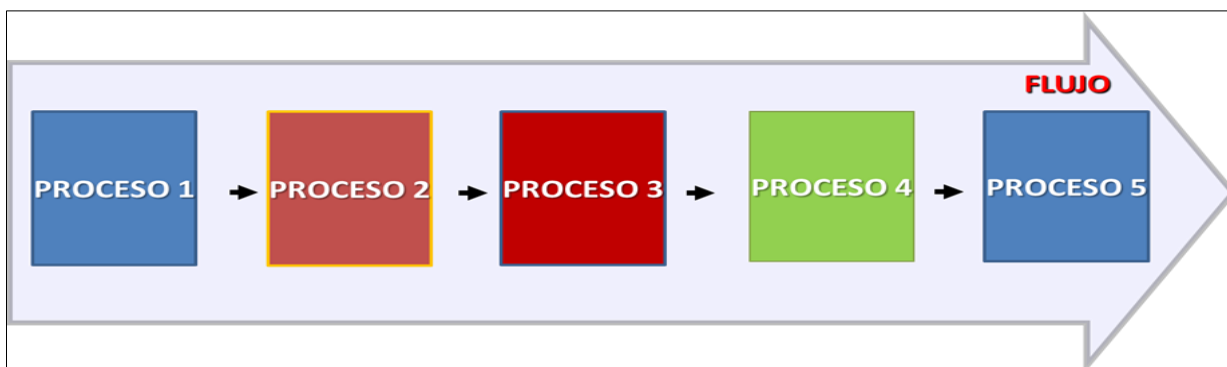 FLUJO
PROCESO 1
PROCESO 2
PROCESO 3
PROCESO 4
PROCESO 5